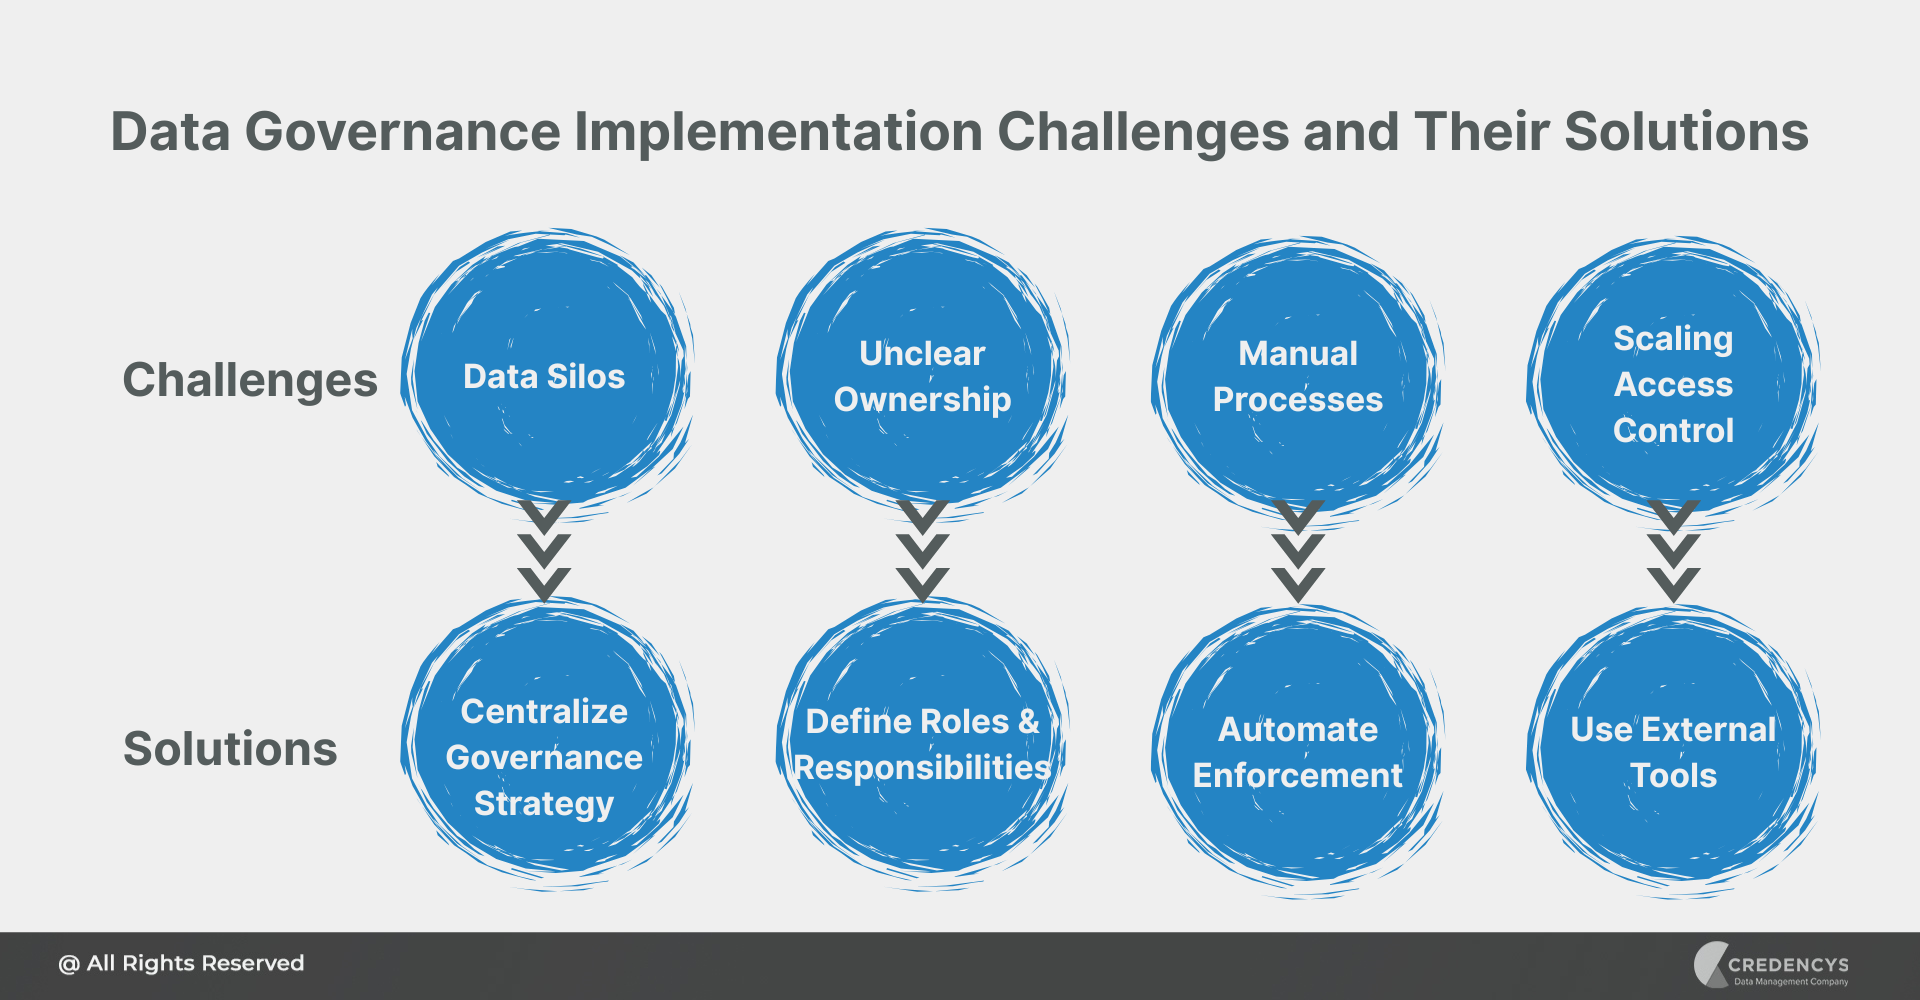 Data Governance Implementation Challenges and Their Solutions
Challenges
Data Silos
Unclear
Ownership
Manual
Processes
Scaling
Access
Control
Solutions
Centralize
Governance
Strategy
Define Roles &
Responsibilities
Automate
Enforcement
Use External
Tools
@ All Rights Reserved
CREDENCYS
Data Management Company